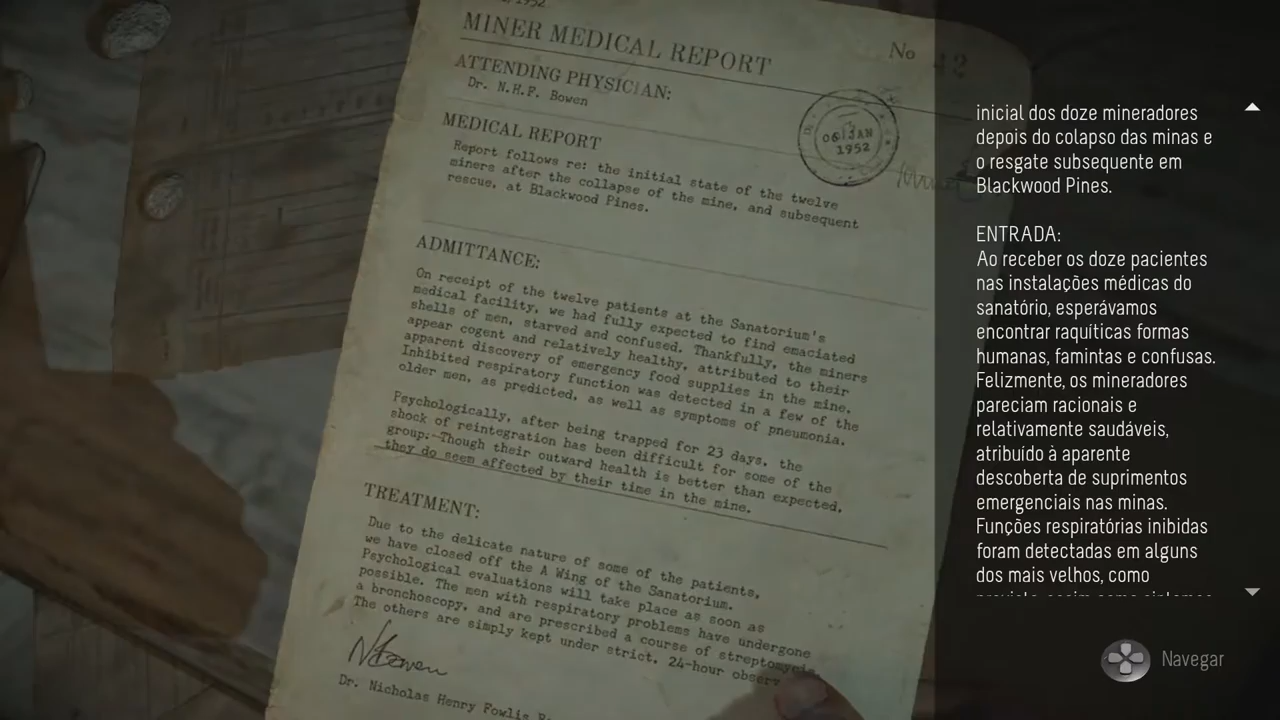 1952
MINER MEDICAL REPORT
No 42
ATTENDING PHYSICIAN:
Dr. N.H.F. Bowen
06 JAN
1952
MEDICAL REPORT
Report follows re: the initial state of the twelve
miners after the collapse of the mine, and subsequent
rescue, at Blackwood Pines.
ADMITTANCE:
On receipt of the twelve patients at the Sanatorium's
medical facility, we had fully expected to find emaciated
shells of men, starved and confused. Thankfully, the miners
appear cogent and relatively healthy, attributed to their
apparent discovery of emergency food supplies in the mine.
Inhibited respiratory function was detected in a few of the
older men, as predicted, as well as symptoms of pneumonia.
Psychologically, after being trapped for 23 days, the
shock of reintegration has been difficult for some of the
group. Though their outward health is better than expected,
they do seem affected by their time in the mine.
TREATMENT:
Due to the delicate nature of some of the patients,
we have closed off the A Wing of the Sanatorium.
Psychological evaluations will take place as soon as
possible. The men with respiratory problems have undergone
a bronchoscopy, and are prescribed a course of
The others are simply kept under strict, 24-hour
NBowen
Dr. Nicholas Henry Fowlis
inicial dos doze mineradores
depois do colapso das minas e
o resgate subsequente em
Blackwood Pines.
ENTRADA:
Ao receber os doze pacientes
nas instalações médicas do
sanatório, esperávamos
encontrar raquíticas formas
humanas, famintas e confusas.
Felizmente, os mineradores
pareciam racionais e
relativamente saudáveis,
atribuído à aparente
descoberta de suprimentos
emergenciais nas minas.
Funções respiratórias inibidas
foram detectadas em alguns
dos mais velhos, como
Navegar